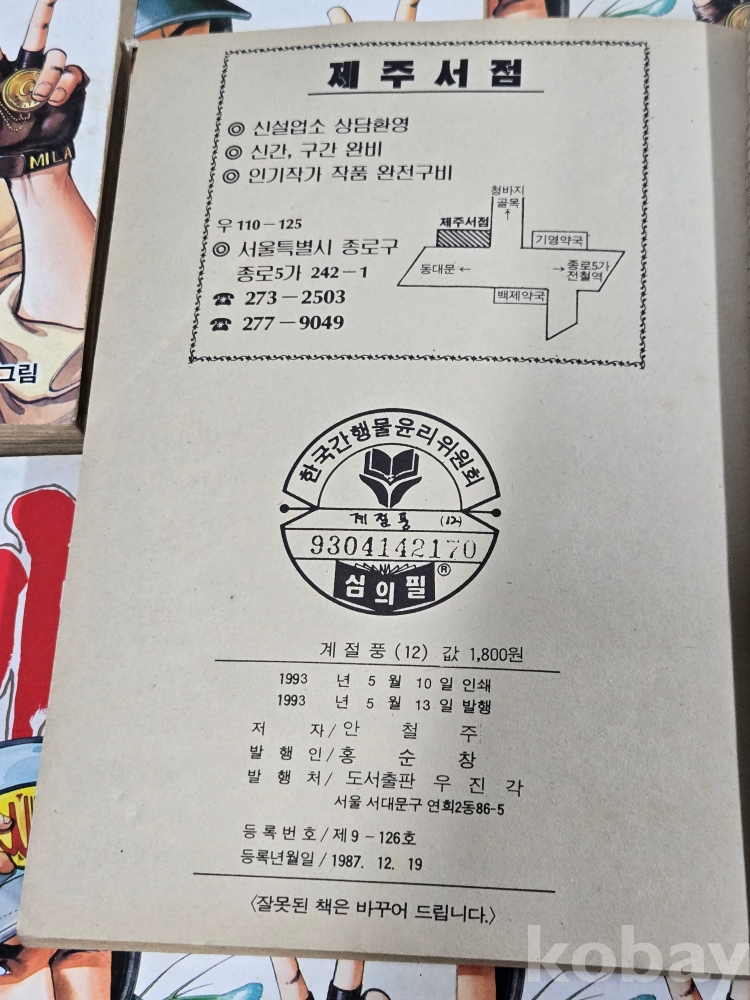 제주서점
◎ 신설업소 상담환영
◎ 신간, 구간 완비
◎ 인기작가 작품 완전구비
우 110-125
◎ 서울특별시 종로구
종로5가 242-1
☎ 273-2503
☎ 277-9049
청바지
골목
제주서점
기영약국
동대문 ←
→ 종로5가
전철역
백제약국
한국간행물윤리위원회
계절풍 (12)
9304142170
심의필 ®
계절풍 (12) 값 1,800원
1993 년 5 월 10 일 인쇄
1993 년 5 월 13 일 발행
저 자/안 철 주
발 행 인/홍 순 창
발 행 처/도서출판 우 진 각
서울 서대문구 연희2동86-5
등록번호/제9-126호
등록년월일/1987. 12. 19
〈잘못된 책은 바꾸어 드립니다.〉
MILA
그림
kobay